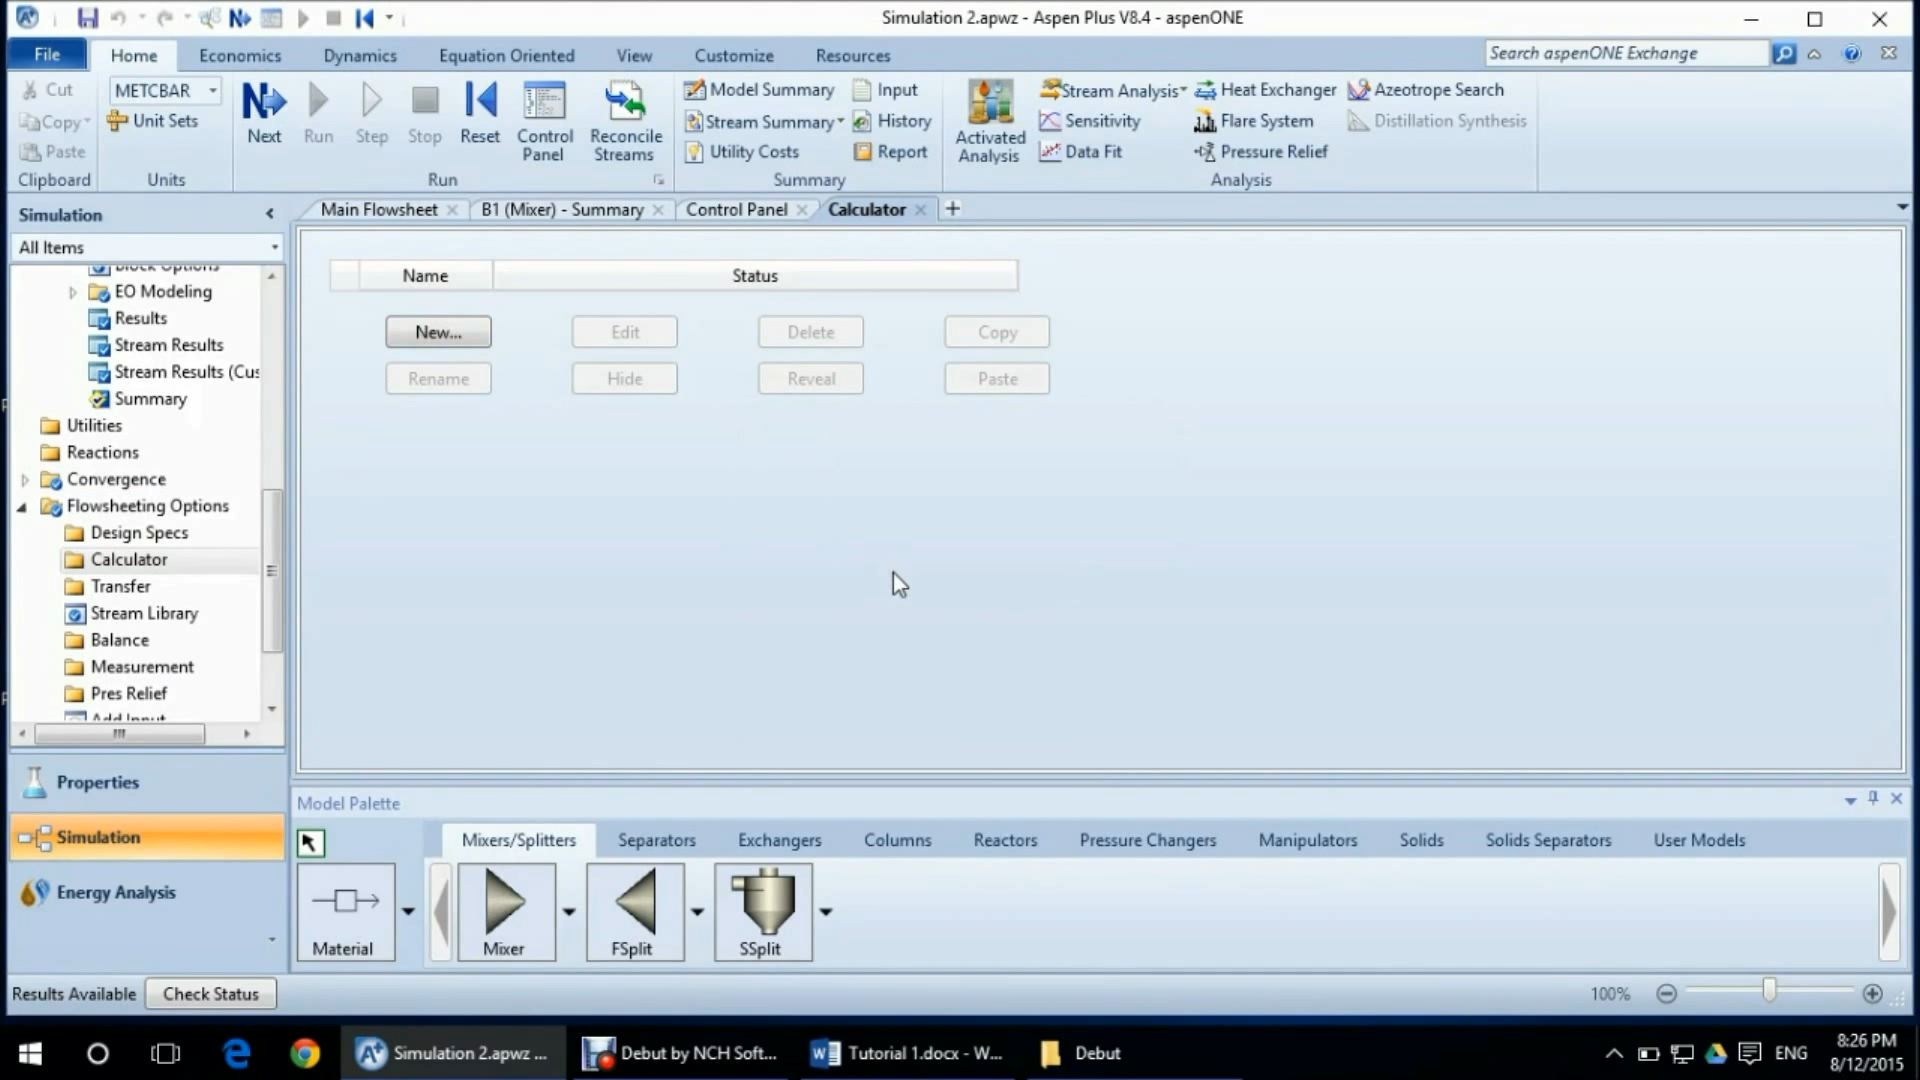 Simulation 2.apwz - Aspen Plus V8.4 - aspenONE
File Home Economics Dynamics Equation Oriented View Customize Resources
Search aspenONE Exchange
Cut
Copy
Paste
Clipboard
METCBAR
Unit Sets
Units
Next
Run
Step
Stop
Reset
Control Panel
Reconcile Streams
Run
Model Summary
Stream Summary
Utility Costs
Input
History
Report
Summary
Activated Analysis
Stream Analysis
Sensitivity
Data Fit
Heat Exchanger
Flare System
Pressure Relief
Azeotrope Search
Distillation Synthesis
Analysis
Simulation
All Items
Block Options
EO Modeling
Results
Stream Results
Stream Results (Cus
Summary
Utilities
Reactions
Convergence
Flowsheeting Options
Design Specs
Calculator
Transfer
Stream Library
Balance
Measurement
Pres Relief
Add Input
Properties
Simulation
Energy Analysis
Main Flowsheet
B1 (Mixer) - Summary
Control Panel
Calculator
Name Status
New... Edit Delete Copy
Rename Hide Reveal Paste
Model Palette
Mixers/Splitters Separators Exchangers Columns Reactors Pressure Changers Manipulators Solids Solids Separators User Models
Material Mixer FSplit SSplit
Results Available Check Status
100%
Simulation 2.apwz ...
Debut by NCH Soft...
Tutorial 1.docx - W...
Debut
ENG
8:26 PM
8/12/2015